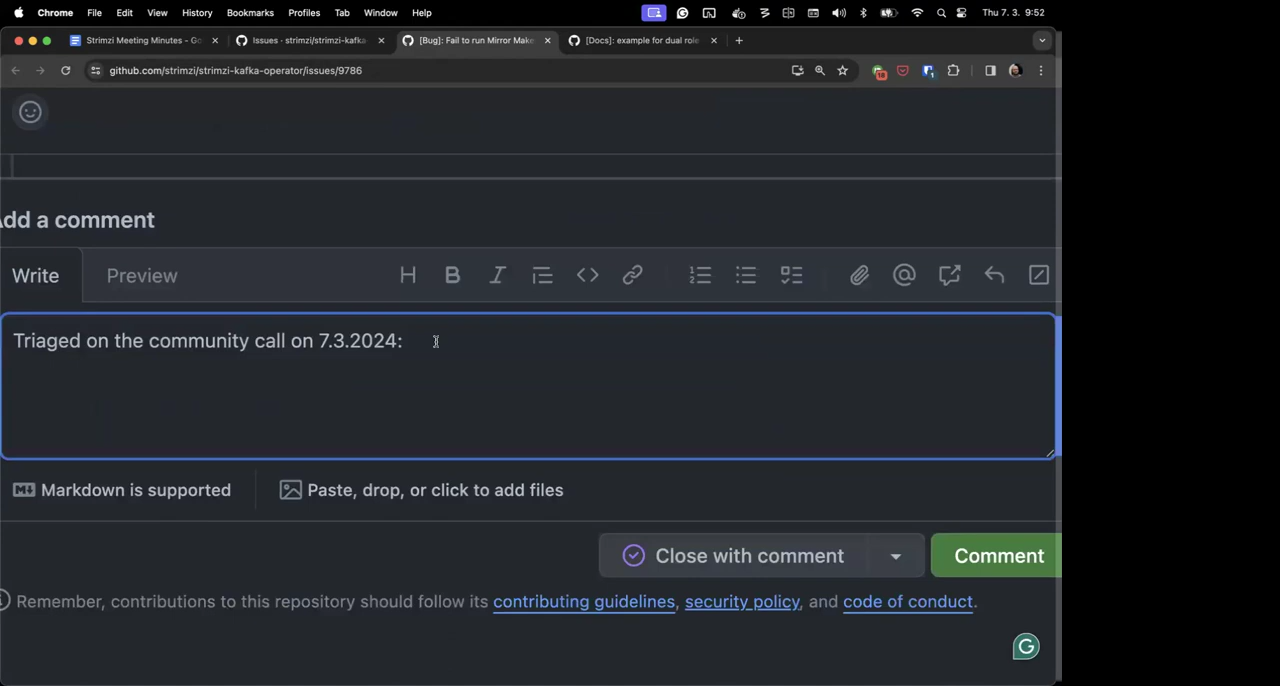 Chrome File Edit View History Bookmarks Profiles Tab Window Help Thu 7. 3. 9:52
Strimzi Meeting Minutes - Go Issues · strimzi/strimzi-kafka- [Bug]: Fail to run Mirror Make [Docs]: example for dual role
github.com/strimzi/strimzi-kafka-operator/issues/9786
dd a comment
Write Preview
Triaged on the community call on 7.3.2024:
Markdown is supported Paste, drop, or click to add files
Close with comment Comment
Remember, contributions to this repository should follow its contributing guidelines, security policy, and code of conduct.